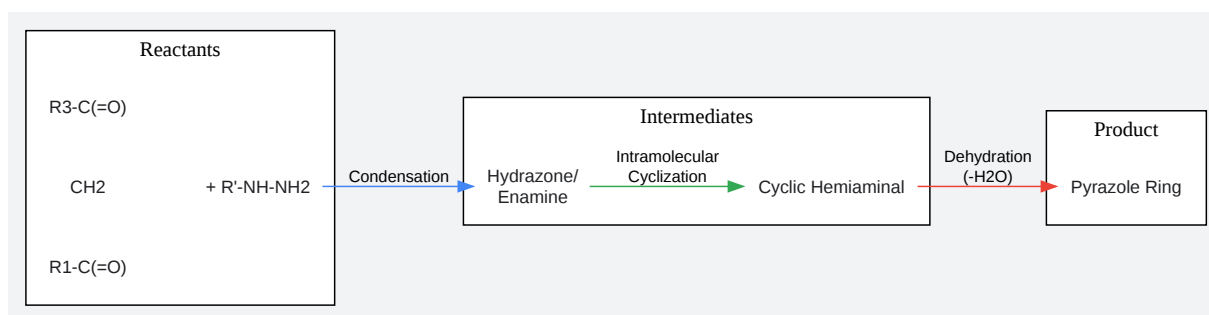 Reactants
R3-C(=O)
CH2
+ R'-NH-NH2
R1-C(=O)
Condensation
Intermediates
Hydrazone/
Enamine
Intramolecular
Cyclization
Cyclic Hemiaminal
Dehydration
(-H2O)
Product
Pyrazole Ring